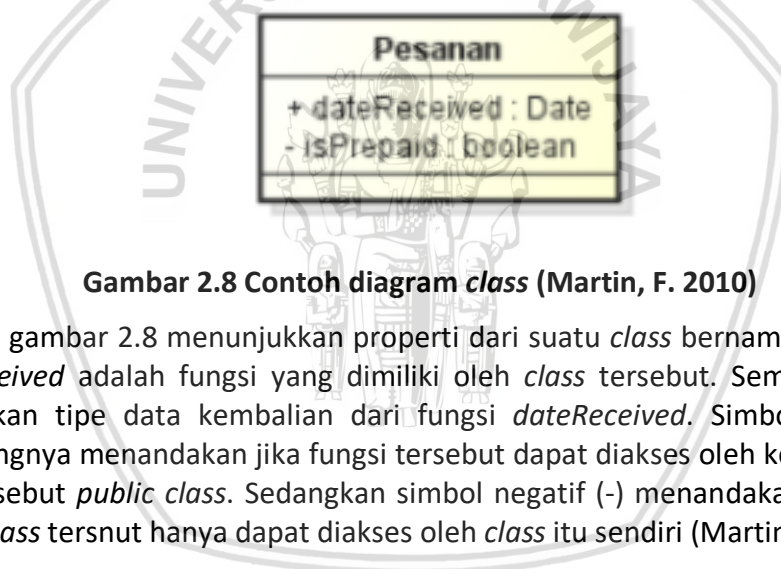 Pesanan
+ dateReceived : Date
- isPrepaid : boolean
Gambar 2.8 Contoh diagram class (Martin, F. 2010)
gambar 2.8 menunjukkan properti dari suatu class bernam
eived adalah fungsi yang dimiliki oleh class tersebut. Sem
kan tipe data kembalian dari fungsi dateReceived. Simbo
ngnya menandakan jika fungsi tersebut dapat diakses oleh k
sebut public class. Sedangkan simbol negatif (-) menandaka
ass tersnut hanya dapat diakses oleh class itu sendiri (Martin